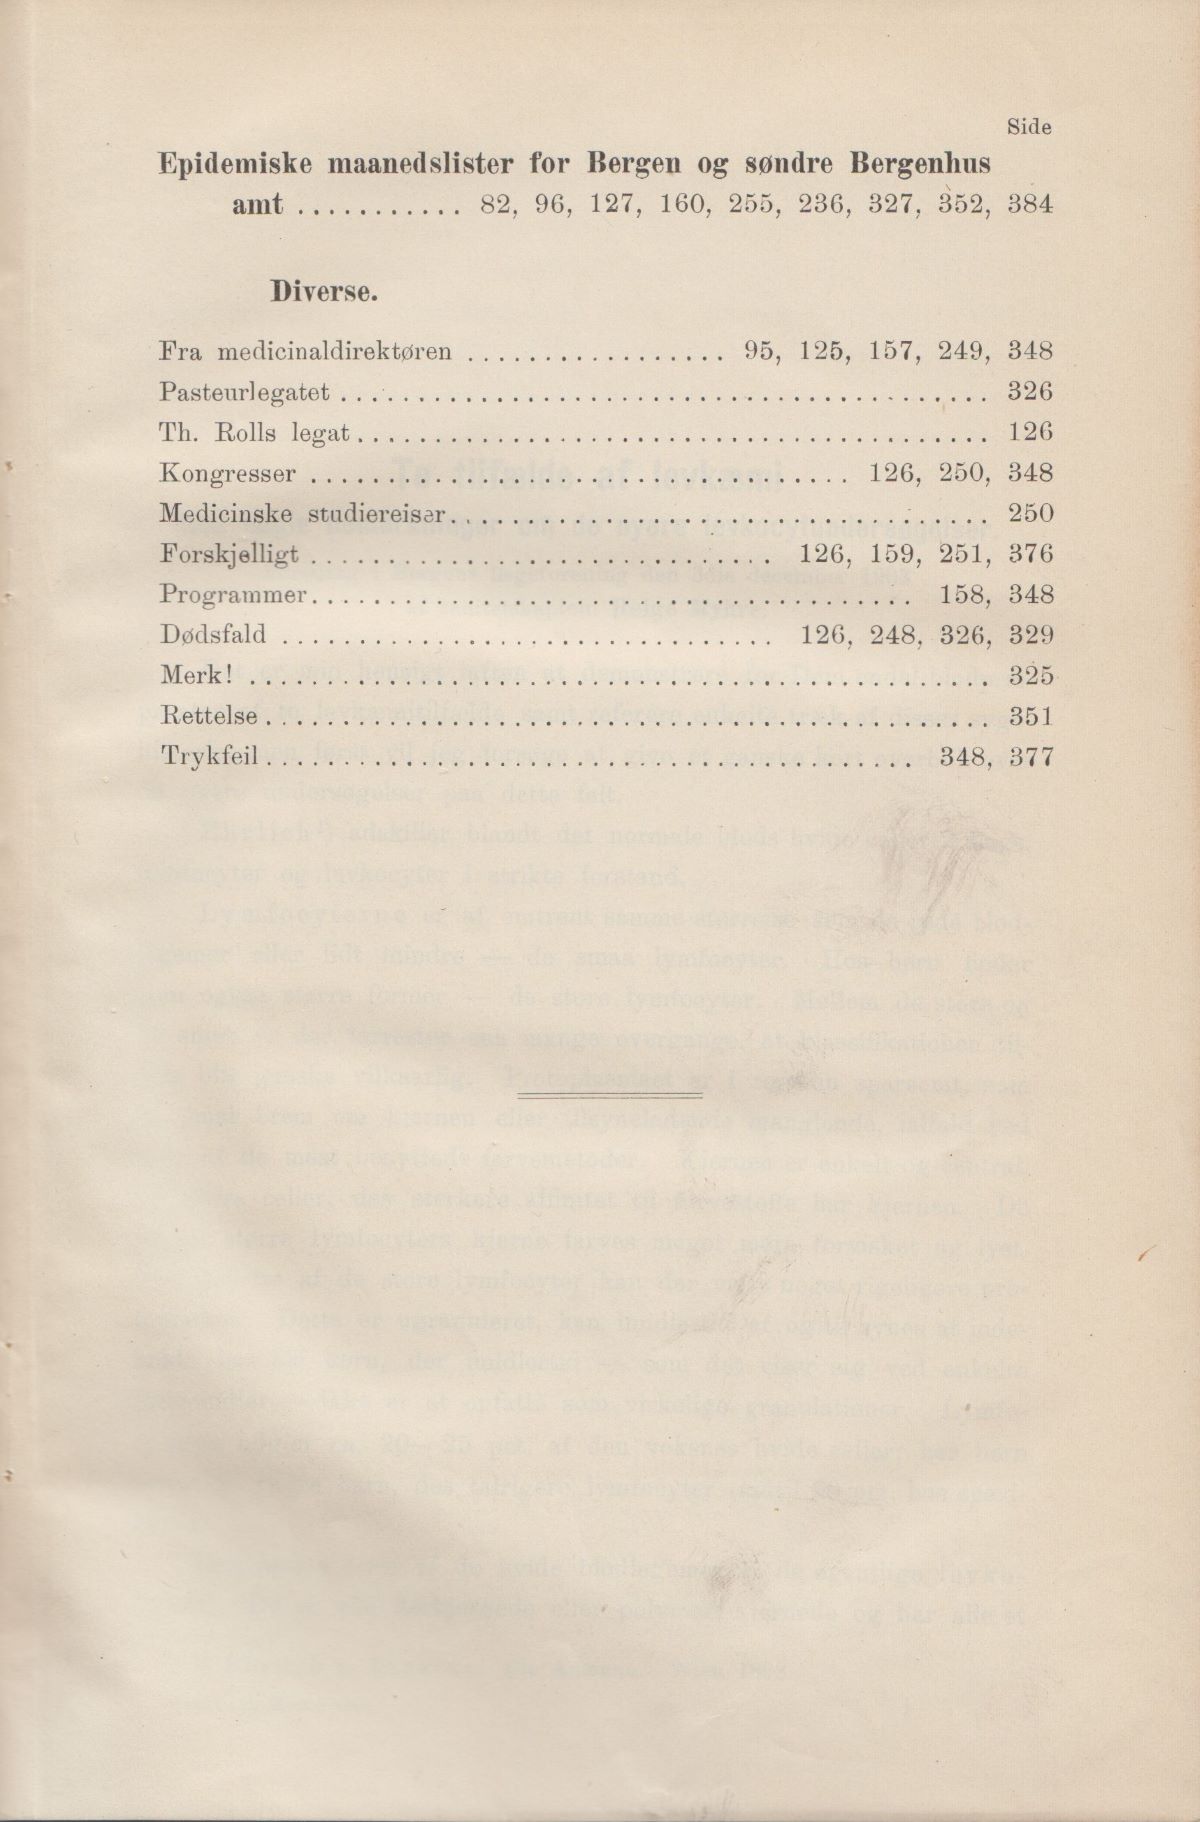 Side
Epidemiske maanedslister for Bergen og søndre Bergenhus
amt ........... 82, 96, 127, 160, 255, 236, 327, 352, 384
Diverse.
Fra medicinaldirektøren ................. 95, 125, 157, 249, 348
Pasteurlegatet .......................................... 326
Th. Rolls legat ......................................... 126
Kongresser ................................... 126, 250, 348
Medicinske studiereiser ................................... 250
Forskjelligt .............................. 126, 159, 251, 376
Programmer ....................................... 158, 348
Dødsfald ................................ 126, 248, 326, 329
Merk! ................................................ 325
Rettelse ............................................... 351
Trykfeil .......................................... 348, 377